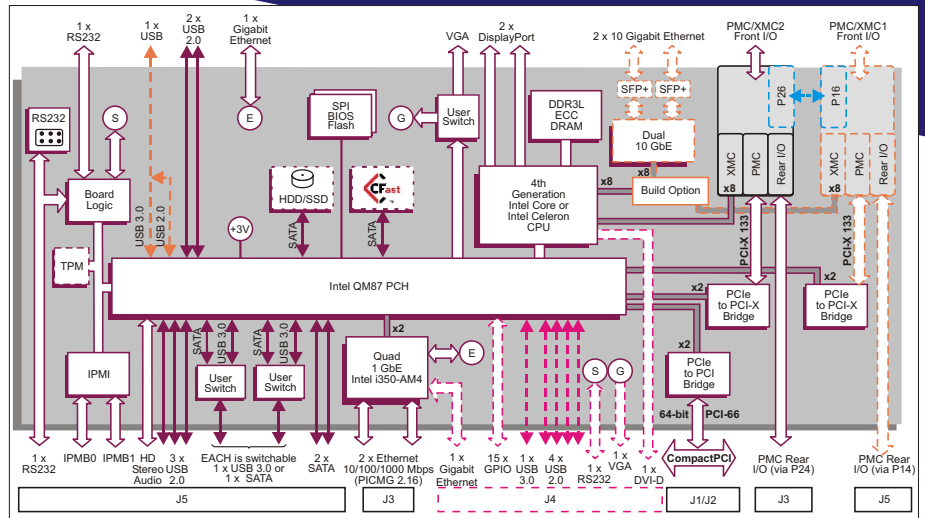 1 x
RS232
1 x
USB
2 x
USB
2.0
1 x
Gigabit
Ethernet
VGA
2 x
DisplayPort
2 x 10 Gigabit Ethernet
PMC/XMC2
Front I/O
PMC/XMC1
Front I/O
RS232
S
E
SPI
BIOS
Flash
G
User
Switch
DDR3L
ECC
DRAM
SFP+
SFP+
Dual
10 GbE
P26
P16
XMC
PMC
Rear I/O
XMC
PMC
Rear I/O
Board
Logic
USB 3.0
USB 2.0
HDD/SSD
CFast
4th
Generation
Intel Core or
Intel Celeron
CPU
x8
x8
Build Option
x8
x8
+3V
SATA
SATA
PCI-X 133
PCI-X 133
TPM
Intel QM87 PCH
x2
x2
PCIe
to PCI-X
Bridge
PCIe
to PCI-X
Bridge
SATA
USB 3.0
SATA
USB 3.0
x2
x2
IPMI
User
Switch
User
Switch
Quad
1 GbE
Intel i350-AM4
E
S
G
PCIe
to PCI
Bridge
64-bit
PCI-66
1 x
RS232
IPMB0
IPMB1
HD
Stereo
Audio
3 x
USB
2.0
EACH is switchable
1 x USB 3.0 or
1 x SATA
2 x
SATA
2 x Ethernet
10/100/1000 Mbps
(PICMG 2.16)
1 x
Gigabit
Ethernet
15 x
GPIO
1 x
USB
3.0
4 x
USB
2.0
1 x
RS232
1 x
VGA
1 x
DVI-D
CompactPCI
PMC Rear
I/O (via P24)
PMC Rear
I/O (via P14)
J5
J3
J4
J1/J2
J3
J5